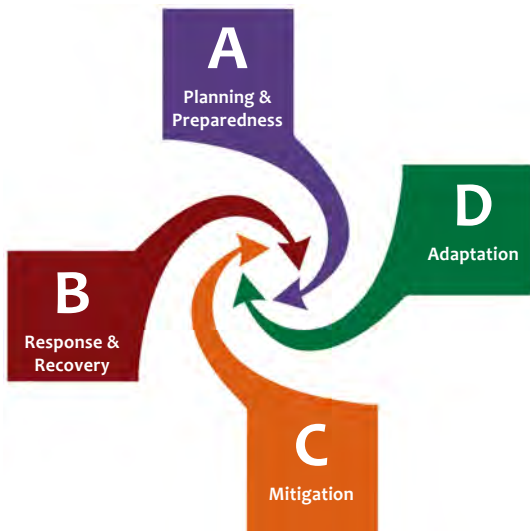 A
Planning &
Preparedness
B
Response &
Recovery
C
Mitigation
D
Adaptation